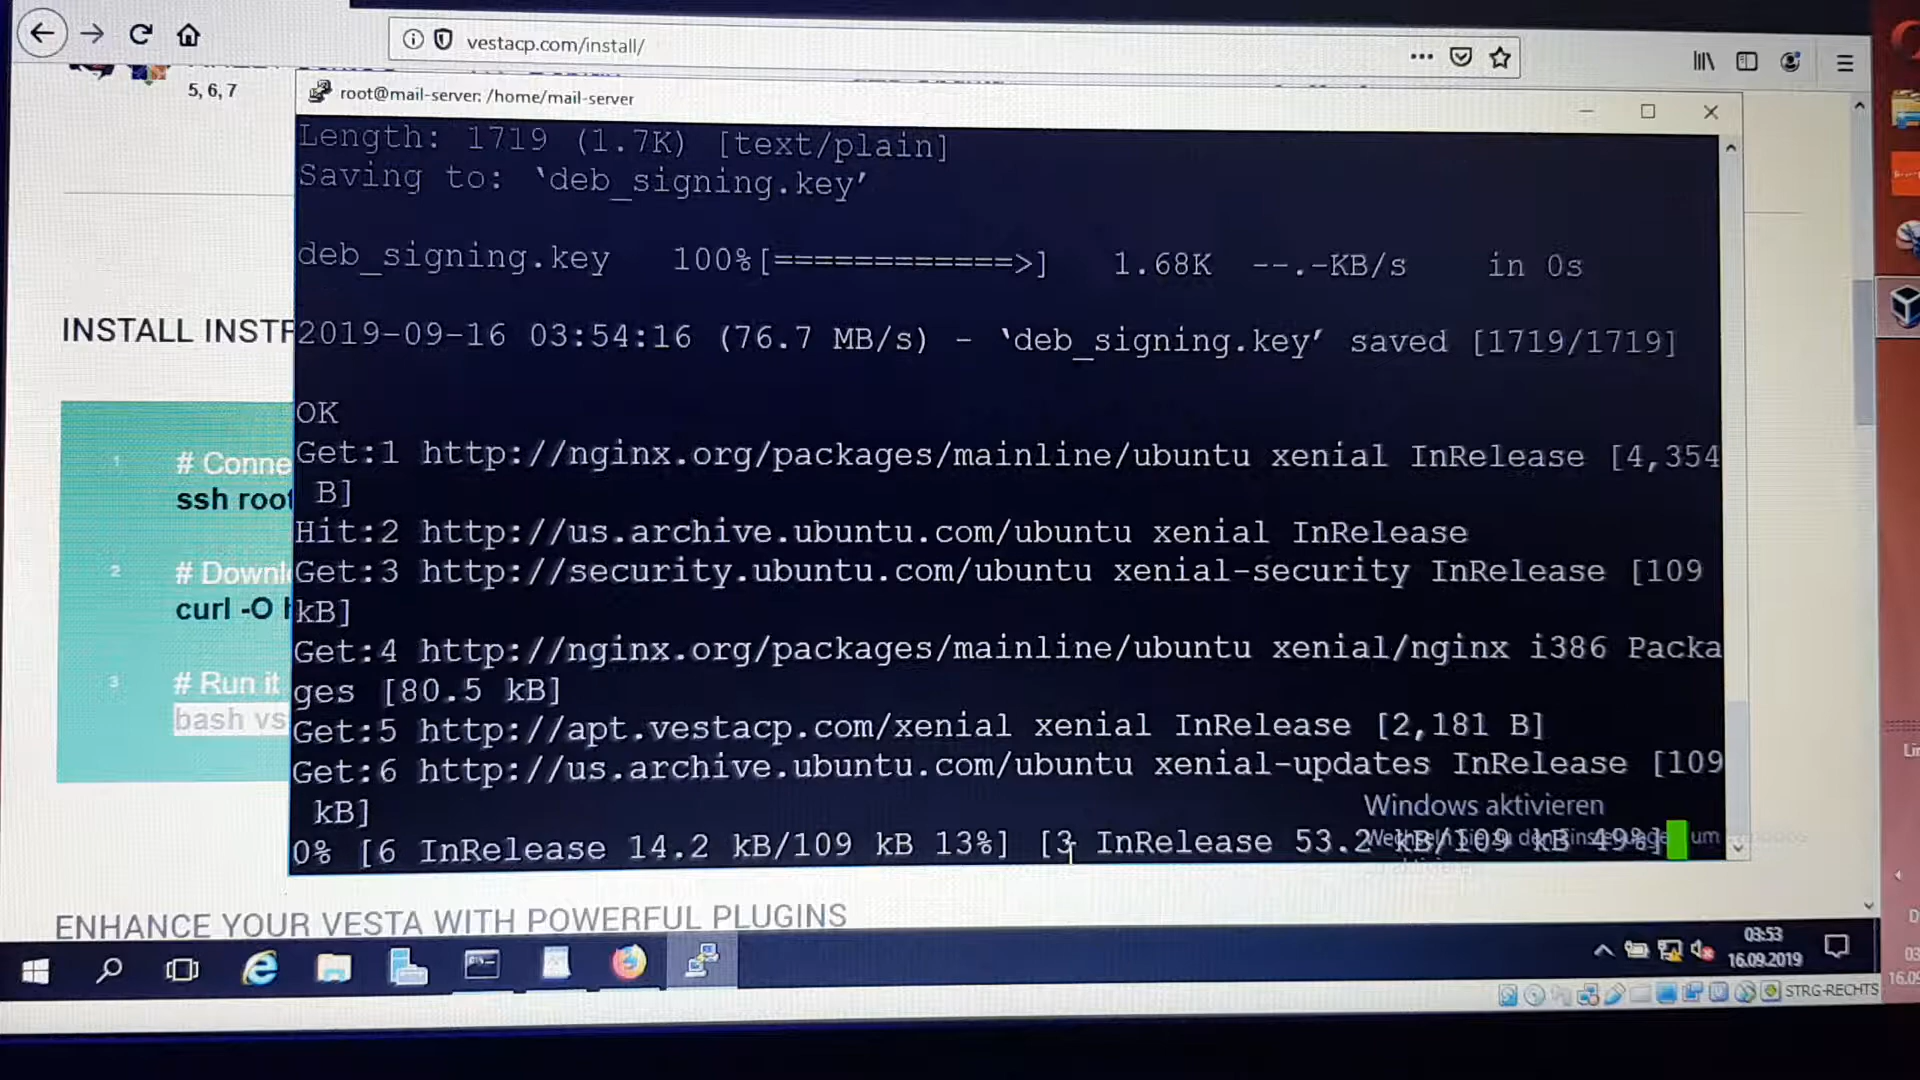 vestacp.com/install/
5, 6, 7
root@mail-server: /home/mail-server
Length: 1719 (1.7K) [text/plain]
Saving to: ‘deb_signing.key’
deb_signing.key 100%[============>] 1.68K --.-KB/s in 0s
INSTALL INSTR
2019-09-16 03:54:16 (76.7 MB/s) - ‘deb_signing.key’ saved [1719/1719]
OK
1 # Conne
ssh root
2 # Downl
curl -O h
3 # Run it
bash vs
Get:1 http://nginx.org/packages/mainline/ubuntu xenial InRelease [4,354
B]
Hit:2 http://us.archive.ubuntu.com/ubuntu xenial InRelease
Get:3 http://security.ubuntu.com/ubuntu xenial-security InRelease [109
kB]
Get:4 http://nginx.org/packages/mainline/ubuntu xenial/nginx i386 Packa
ges [80.5 kB]
Get:5 http://apt.vestacp.com/xenial xenial InRelease [2,181 B]
Get:6 http://us.archive.ubuntu.com/ubuntu xenial-updates InRelease [109
kB]
Windows aktivieren
0% [6 InRelease 14.2 kB/109 kB 13%] [3 InRelease 53.2 kB/109 kB 49%]
ENHANCE YOUR VESTA WITH POWERFUL PLUGINS
03:53
16.09.2019
STRG-RECHTS